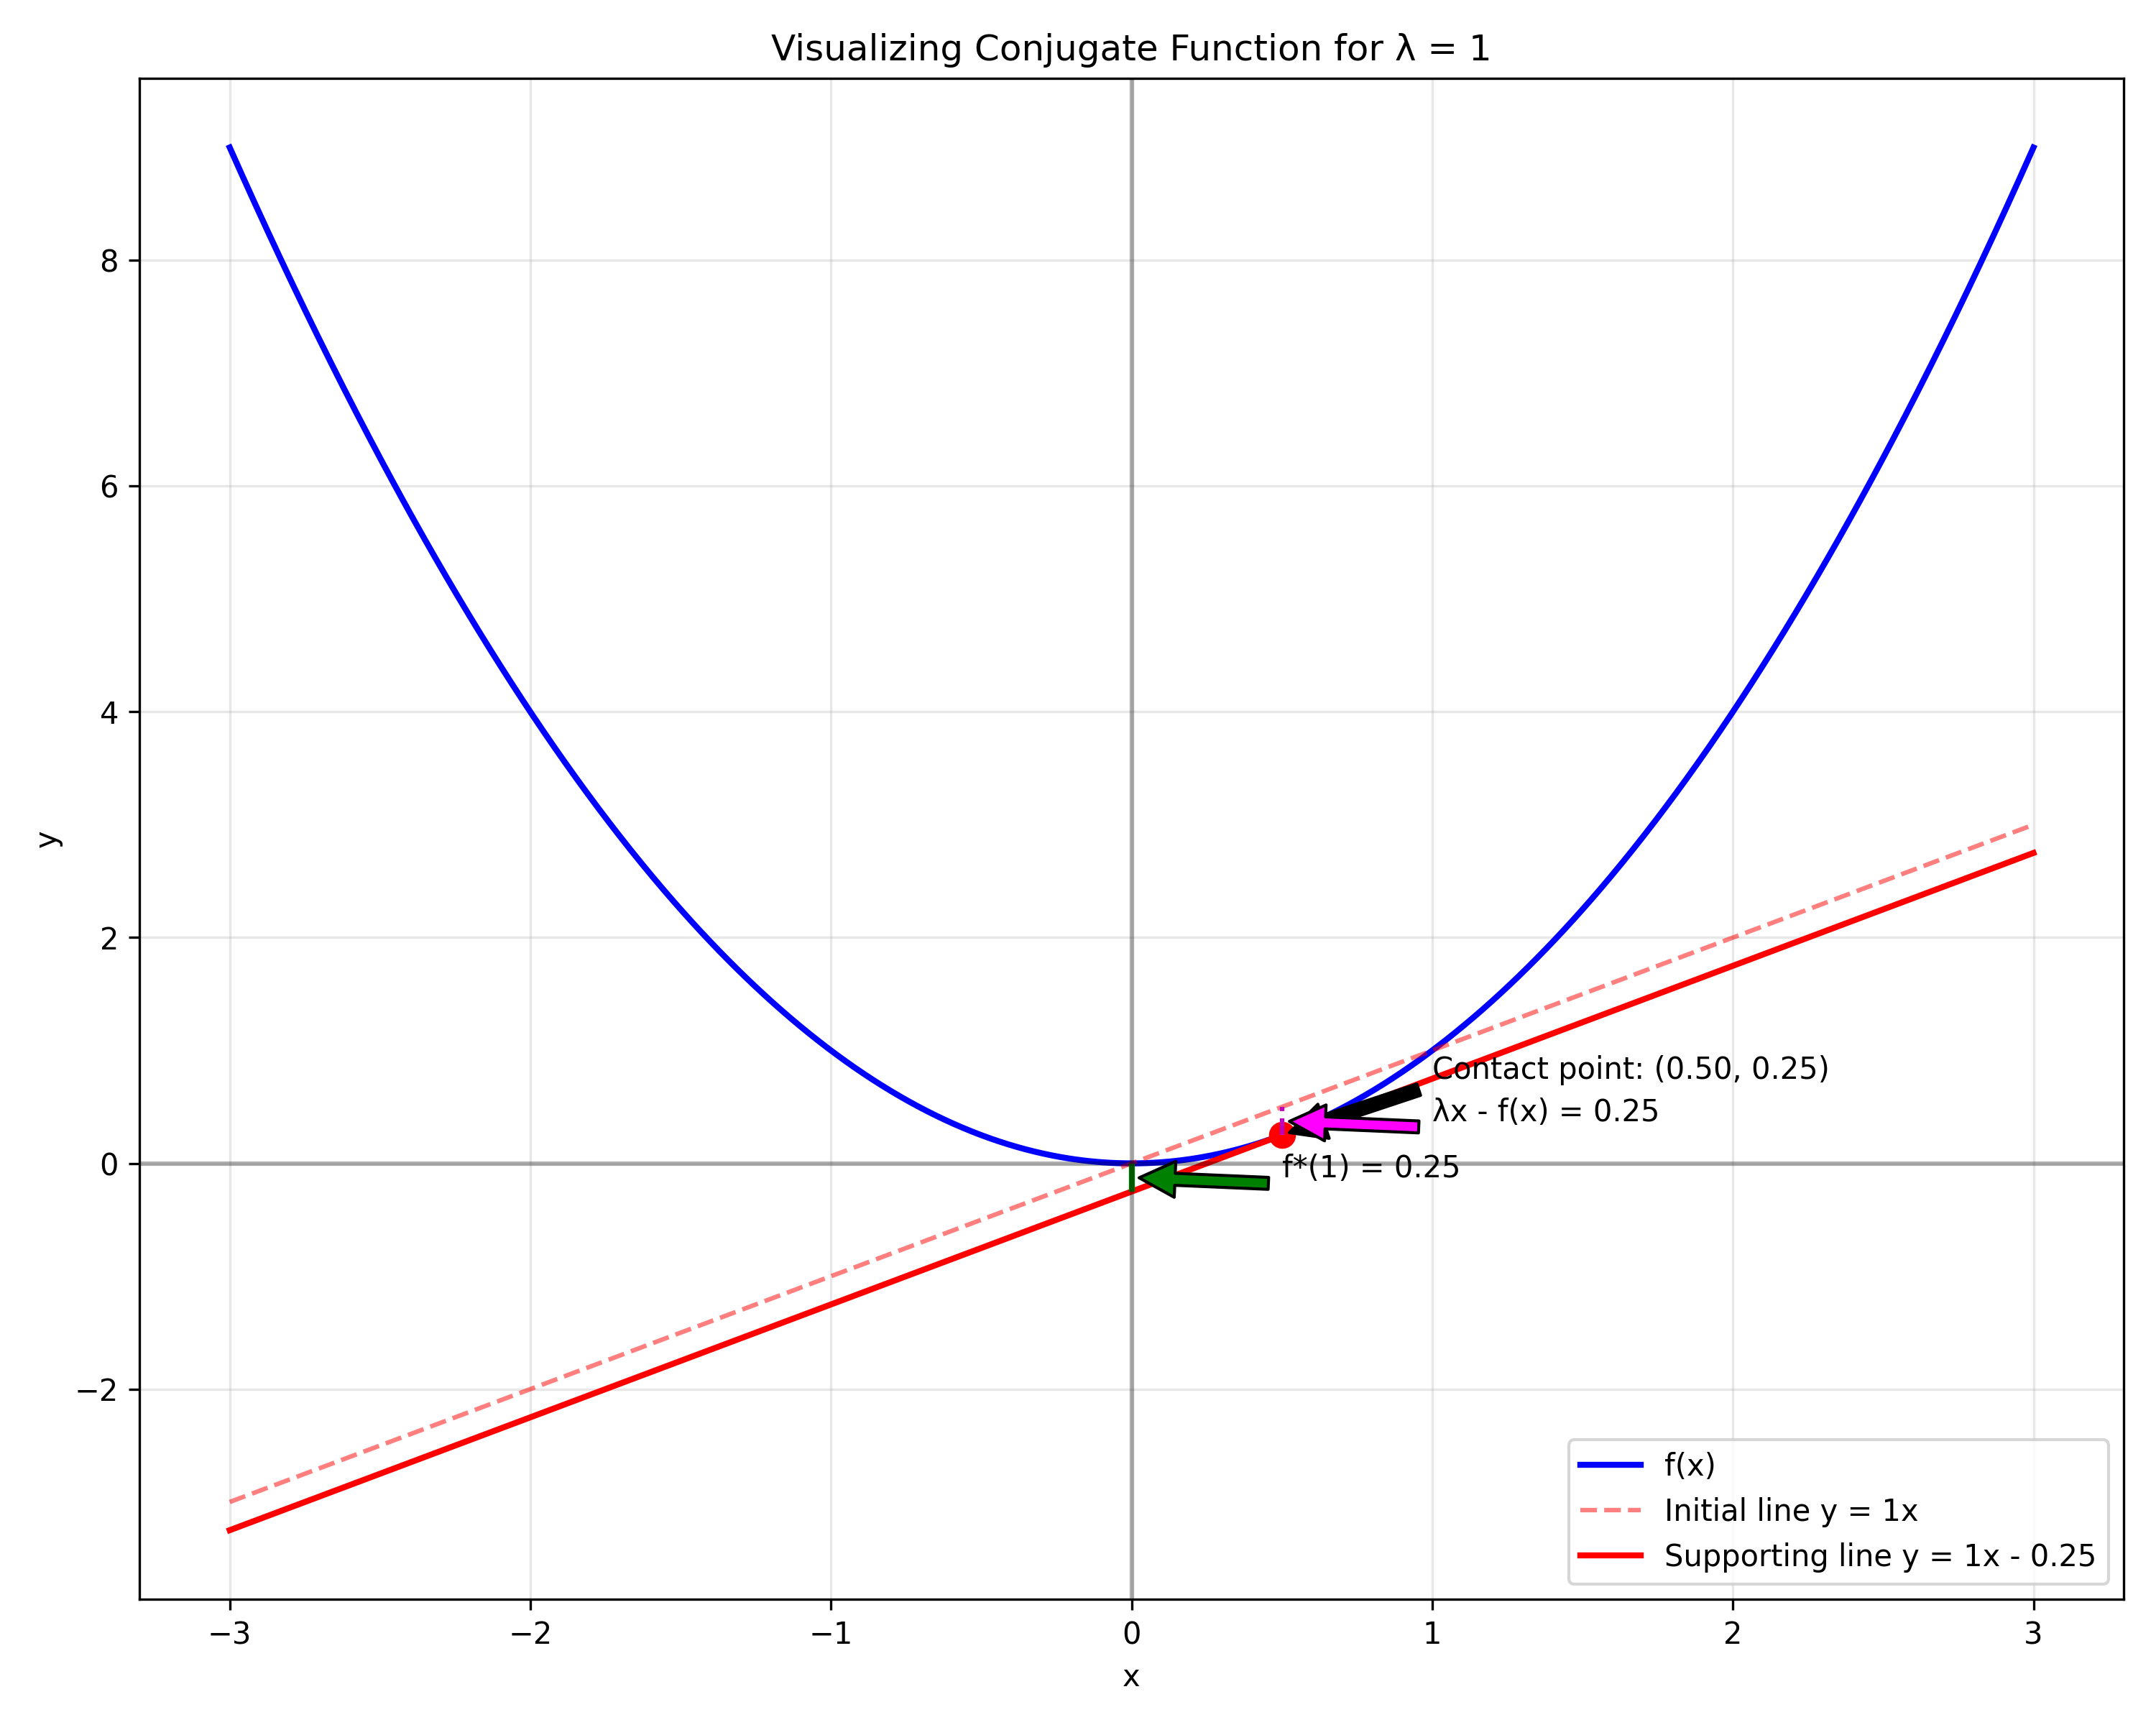 Visualizing Conjugate Function for λ = 1
8
6
4
2
0
−2
y
Contact point: (0.50, 0.25)
λx - f(x) = 0.25
f*(1) = 0.25
f(x)
Initial line y = 1x
Supporting line y = 1x - 0.25
−3
−2
−1
0
1
2
3
x